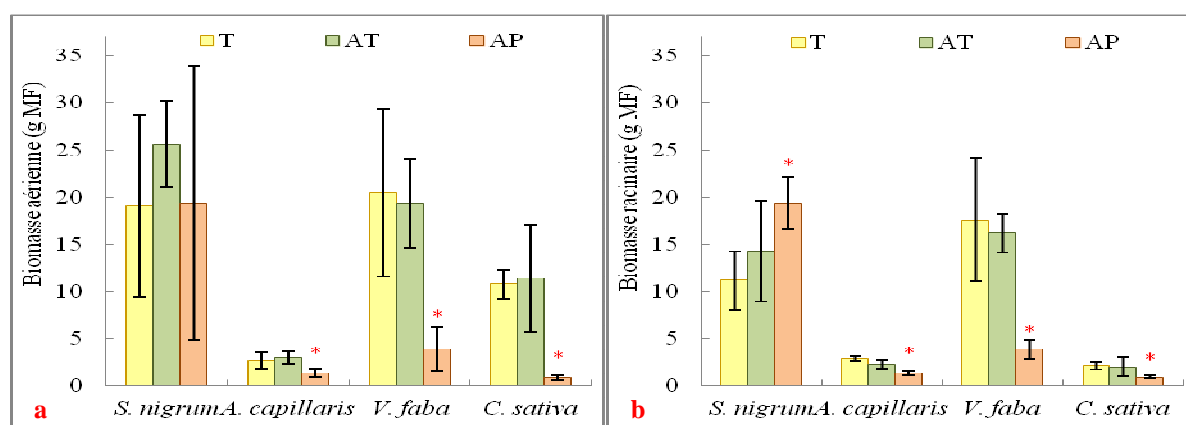 T AT AP
Biomasse aérienne (g MF)
35
30
25
20
15
10
5
0
*
*
*
S. nigrum A. capillaris V. faba C. sativa
a
T AT AP
Biomasse racinaire (g MF)
35
30
25
20
15
10
5
0
*
*
*
*
S. nigrum A. capillaris V. faba C. sativa
b